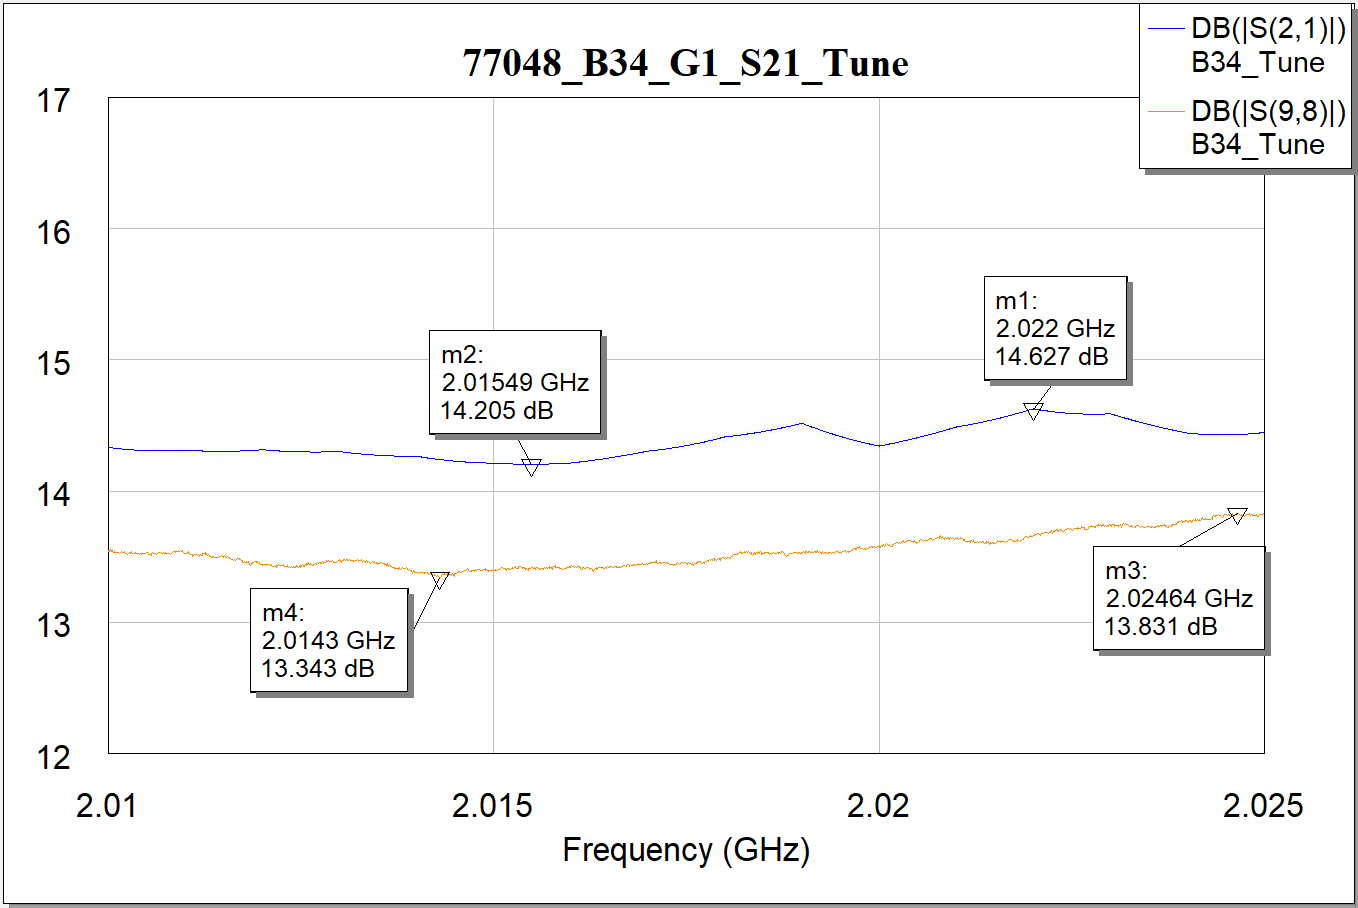 77048_B34_G1_S21_Tune
DB(|S(2,1)|)
B34_Tune
DB(|S(9,8)|)
B34_Tune
17
16
15
14
13
12
m1:
2.022 GHz
14.627 dB
m2:
2.01549 GHz
14.205 dB
m3:
2.02464 GHz
13.831 dB
m4:
2.0143 GHz
13.343 dB
2.01
2.015
2.02
2.025
Frequency (GHz)